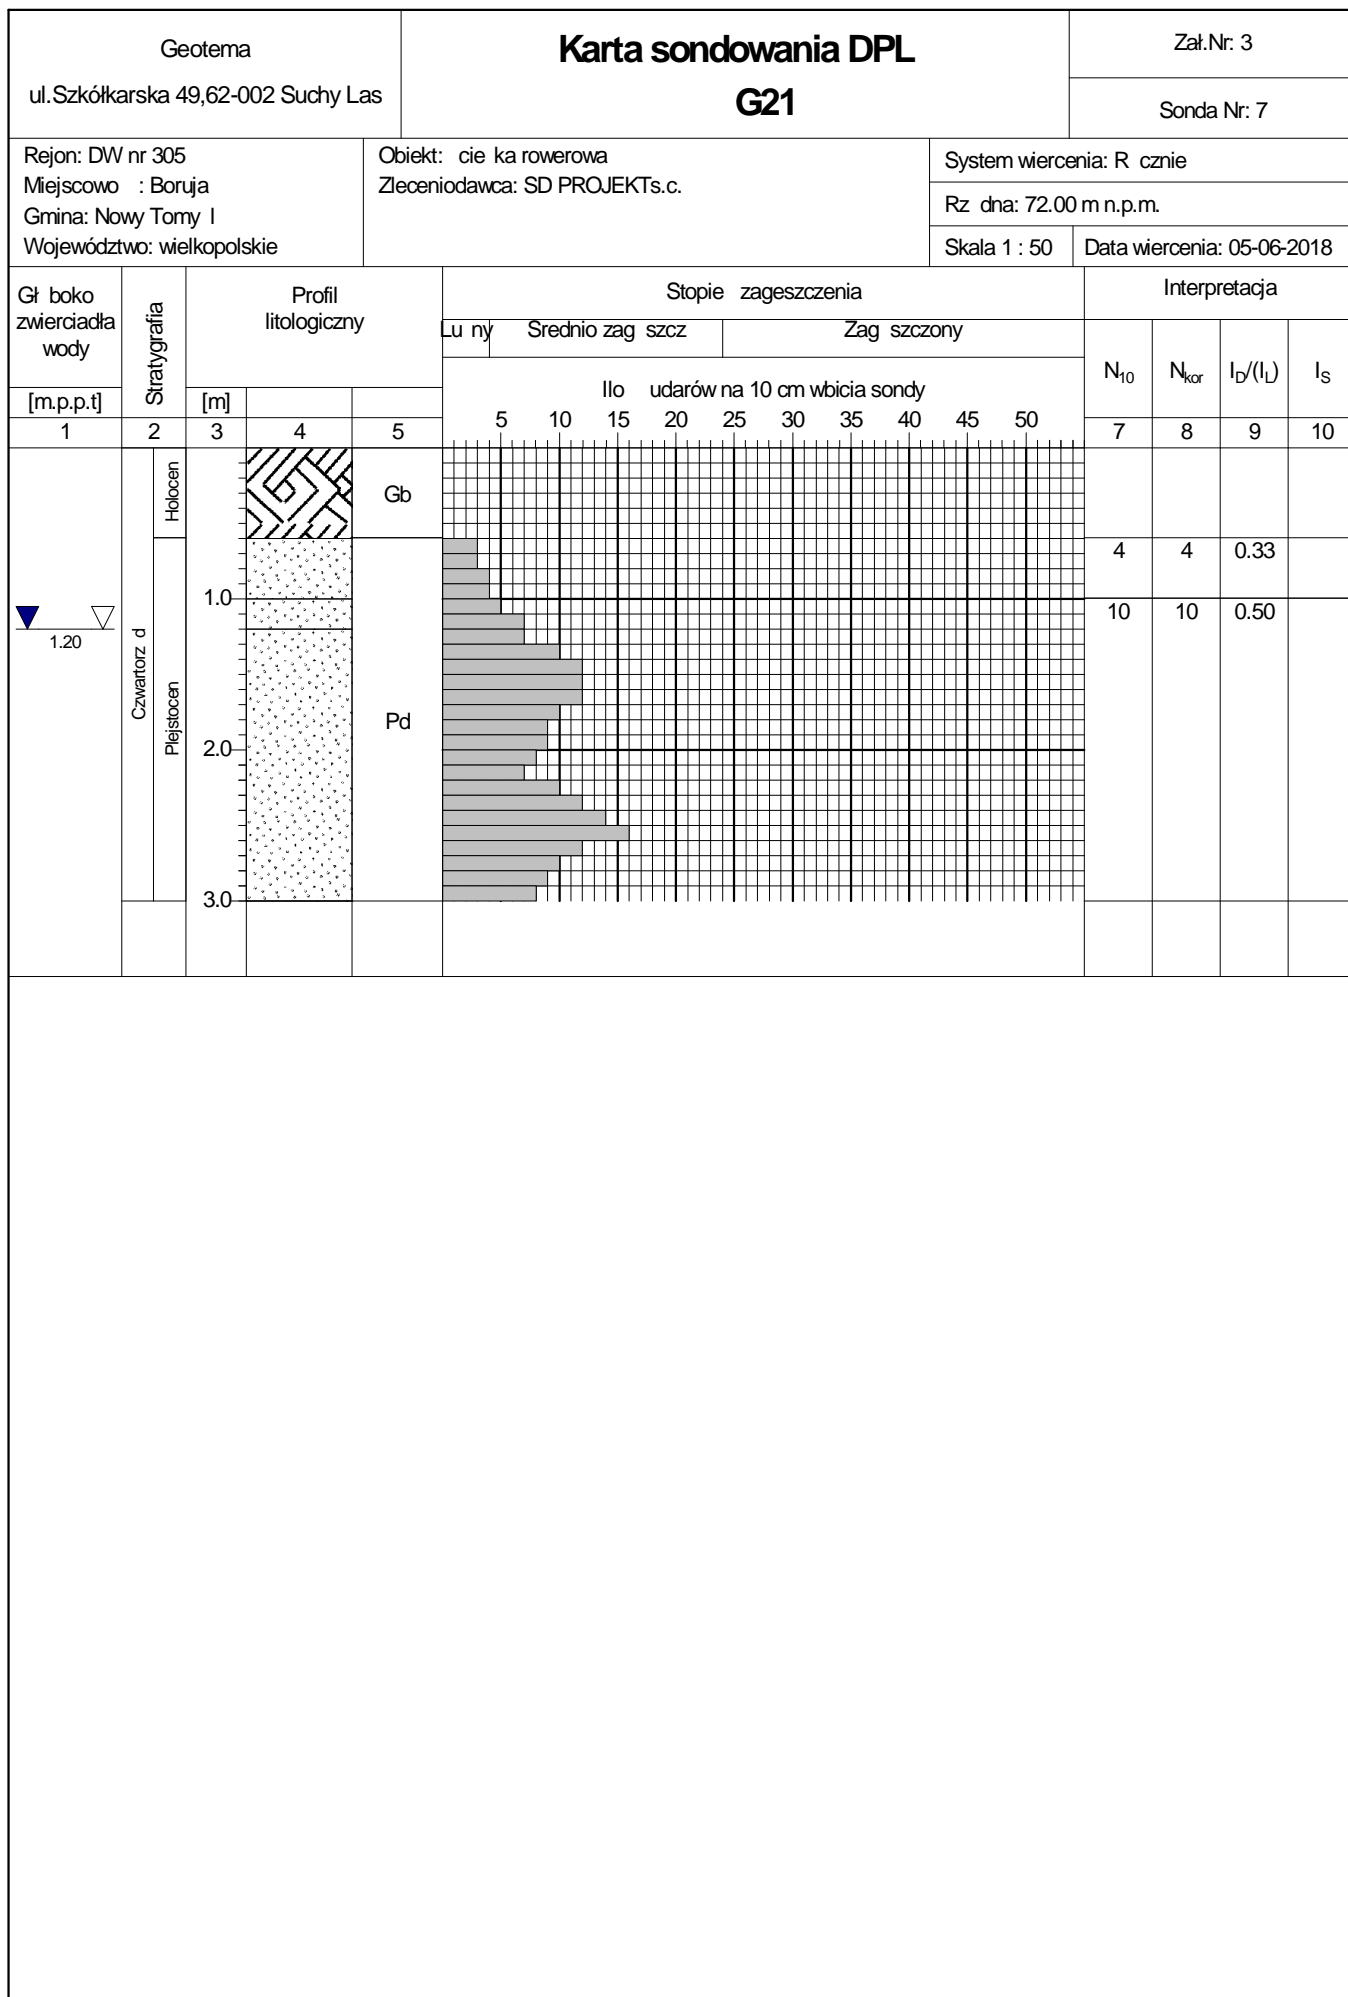 Geotema
ul.Szkółkarska 49,62-002 Suchy Las
Karta sondowania DPL
G21
Zał.Nr: 3
Sonda Nr: 7
Rejon: DW nr 305
Miejscowo : Boruja
Gmina: Nowy Tomy l
Województwo: wielkopolskie
Obiekt: cie ka rowerowa
Zleceniodawca: SD PROJEKTs.c.
System wiercenia: R cznie
Rz dna: 72.00 m n.p.m.
Skala 1 : 50
Data wiercenia: 05-06-2018
Gł boko
zwierciadła
wody
[m.p.p.t]
Stratygrafia
Profil
litologiczny
[m]
Stopie zageszczenia
Lu ny
Srednio zag szcz
Zag szczony
Ilo udarów na 10 cm wbicia sondy
5 10 15 20 25 30 35 40 45 50
Interpretacja
N10 Nkor ID/(IL) IS
1 2 3 4 5 7 8 9 10
Holocen
Gb
4 4 0.33
1.0
10 10 0.50
1.20
Czwartorz d
Plejstocen
Pd
2.0
3.0